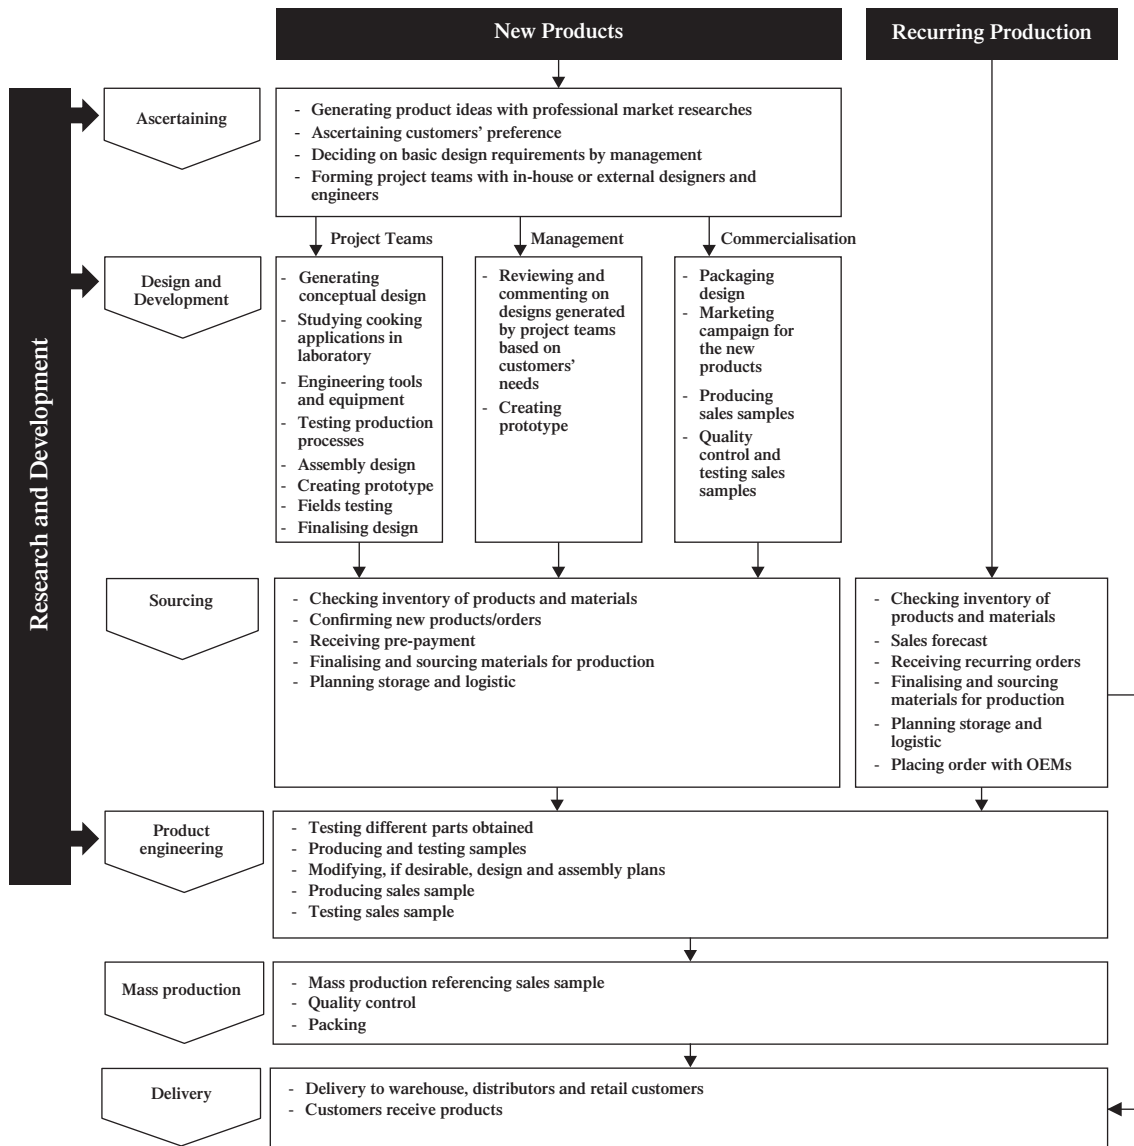 New Products
Recurring Production
Research and Development
Ascertaining
- Generating product ideas with professional market researches
- Ascertaining customers' preference
- Deciding on basic design requirements by management
- Forming project teams with in-house or external designers and
engineers
Project Teams
Management
Commercialisation
Design and
Development
- Generating
conceptual design
- Studying cooking
applications in
laboratory
- Engineering tools
and equipment
- Testing production
processes
- Assembly design
- Creating prototype
- Fields testing
- Finalising design
- Reviewing and
commenting on
designs generated
by project teams
based on
customers'
needs
- Creating
prototype
- Packaging
design
- Marketing
campaign for
the new
products
- Producing
sales samples
- Quality
control and
testing sales
samples
Sourcing
- Checking inventory of products and materials
- Confirming new products/orders
- Receiving pre-payment
- Finalising and sourcing materials for production
- Planning storage and logistic
- Checking inventory of
products and materials
- Sales forecast
- Receiving recurring orders
- Finalising and sourcing
materials for production
- Planning storage and
logistic
- Placing order with OEMs
Product
engineering
- Testing different parts obtained
- Producing and testing samples
- Modifying, if desirable, design and assembly plans
- Producing sales sample
- Testing sales sample
Mass production
- Mass production referencing sales sample
- Quality control
- Packing
Delivery
- Delivery to warehouse, distributors and retail customers
- Customers receive products